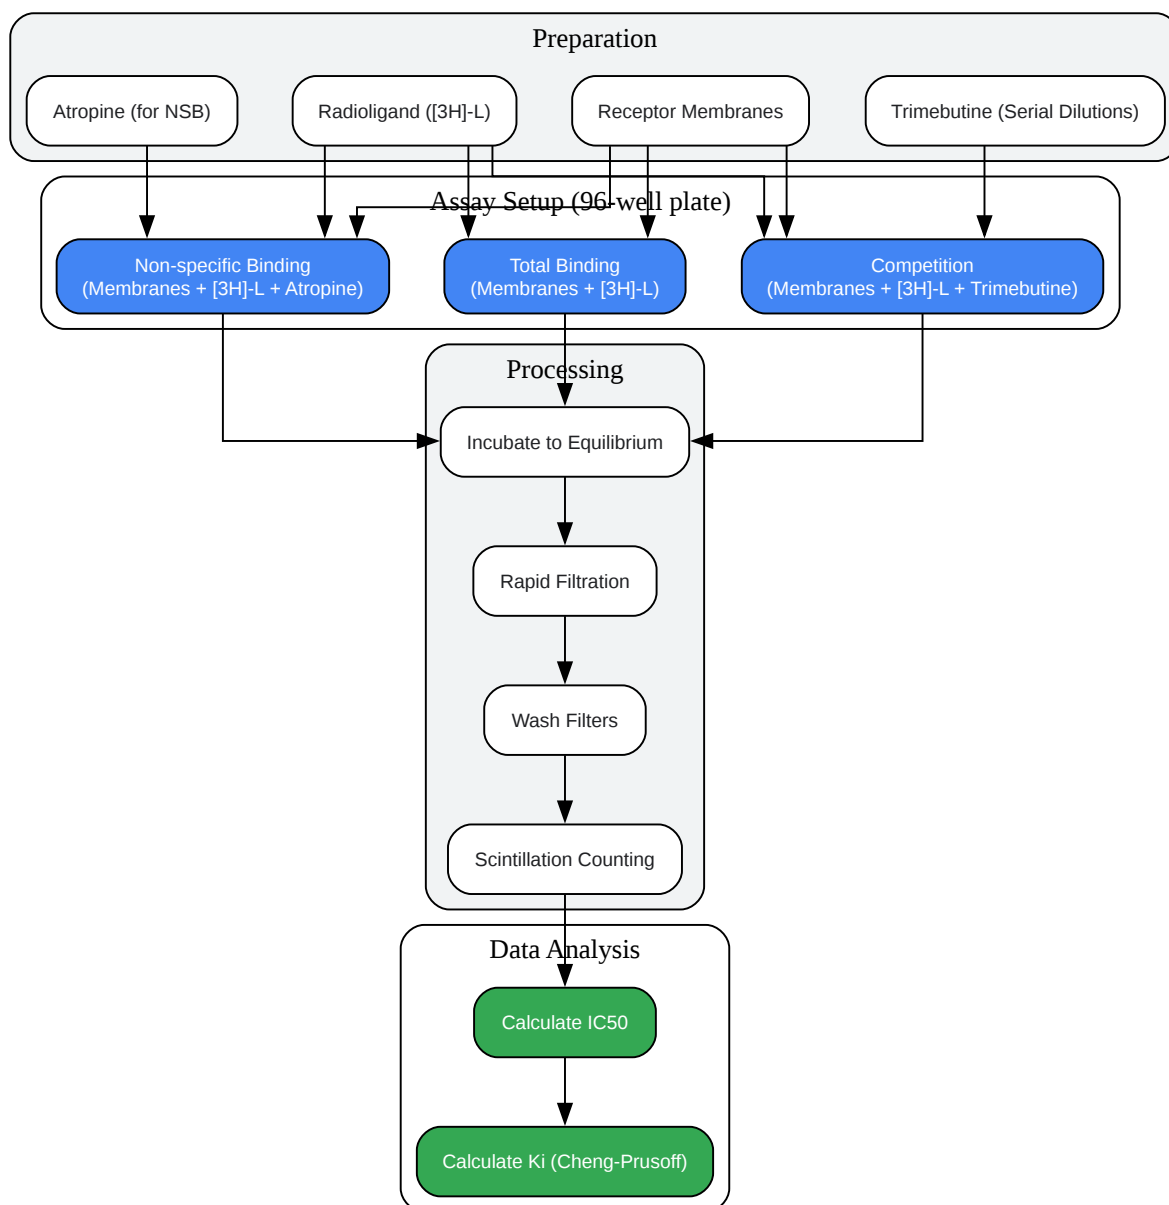 Preparation
Atropine (for NSB)
Radioligand ([3H]-L)
Receptor Membranes
Trimebutine (Serial Dilutions)
Assay Setup (96-well plate)
Non-specific Binding
(Membranes + [3H]-L + Atropine)
Total Binding
(Membranes + [3H]-L)
Competition
(Membranes + [3H]-L + Trimebutine)
Processing
Incubate to Equilibrium
Rapid Filtration
Wash Filters
Scintillation Counting
Data Analysis
Calculate IC50
Calculate Ki (Cheng-Prusoff)